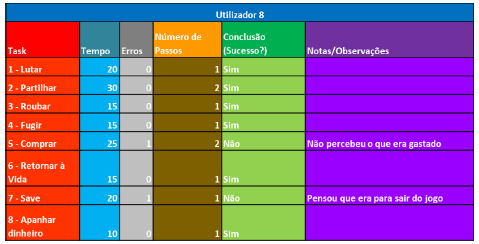 Utilizador 8
Task Tempo Erros Número de Passos Conclusão (Sucesso?) Notas/Observações
1 - Lutar 20 0 1 Sim
2 - Partilhar 30 0 2 Sim
3 - Roubar 15 0 1 Sim
4 - Fugir 15 0 1 Sim
5 - Comprar 25 1 2 Não Não percebeu o que era gastado
6 - Retornar à Vida 15 0 1 Sim
7 - Save 20 1 1 Não Pensou que era para sair do jogo
8 - Apanhar dinheiro 10 0 1 Sim